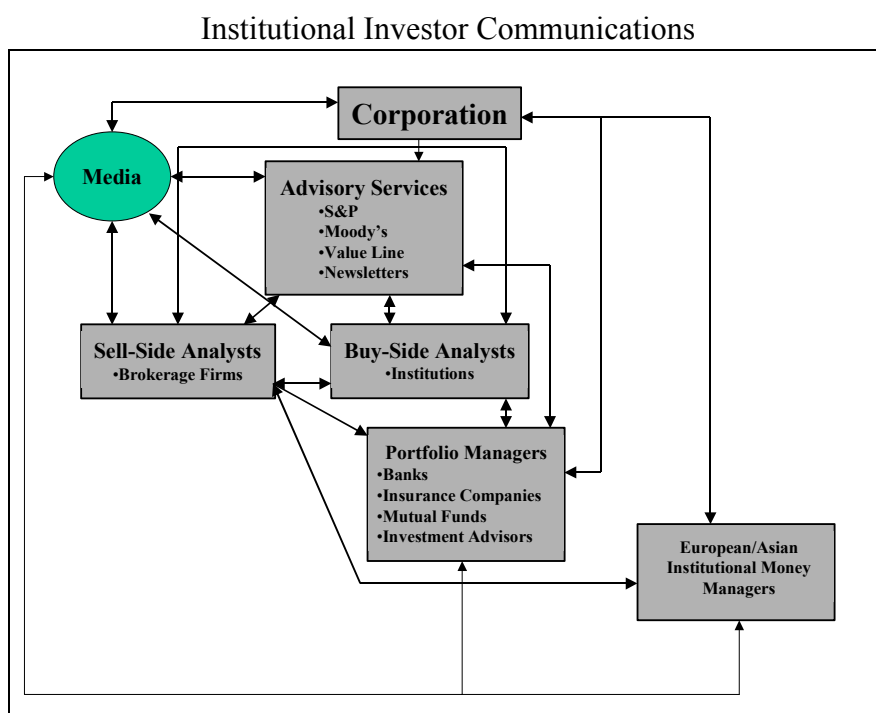 Institutional Investor Communications
Corporation
Media
Advisory Services
•S&P
•Moody's
•Value Line
•Newsletters
Sell-Side Analysts
•Brokerage Firms
Buy-Side Analysts
•Institutions
Portfolio Managers
•Banks
•Insurance Companies
•Mutual Funds
•Investment Advisors
European/Asian
Institutional Money
Managers